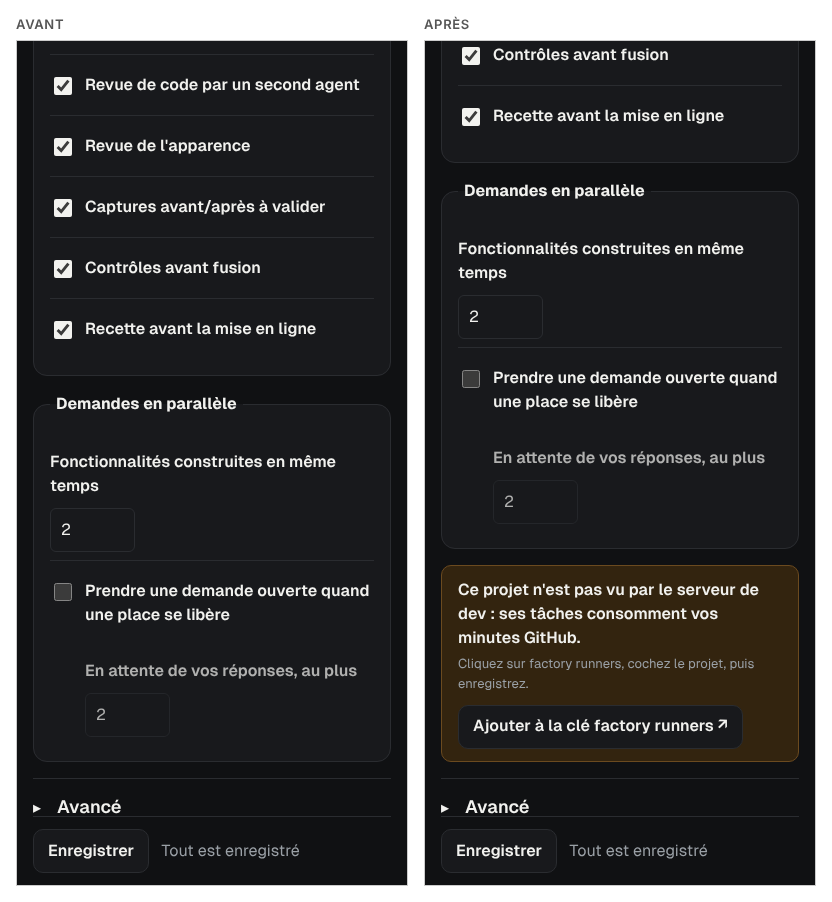 AVANT
Revue de code par un second agent
Revue de l'apparence
Captures avant/après à valider
Contrôles avant fusion
Recette avant la mise en ligne
Demandes en parallèle
Fonctionnalités construites en même
temps
2
Prendre une demande ouverte quand
une place se libère
En attente de vos réponses, au plus
2
Avancé
Enregistrer
Tout est enregistré
APRÈS
Contrôles avant fusion
Recette avant la mise en ligne
Demandes en parallèle
Fonctionnalités construites en même
temps
2
Prendre une demande ouverte quand
une place se libère
En attente de vos réponses, au plus
2
Ce projet n'est pas vu par le serveur de
dev : ses tâches consomment vos
minutes GitHub.
Cliquez sur factory runners, cochez le projet, puis
enregistrez.
Ajouter à la clé factory runners ↗
Avancé
Enregistrer
Tout est enregistré